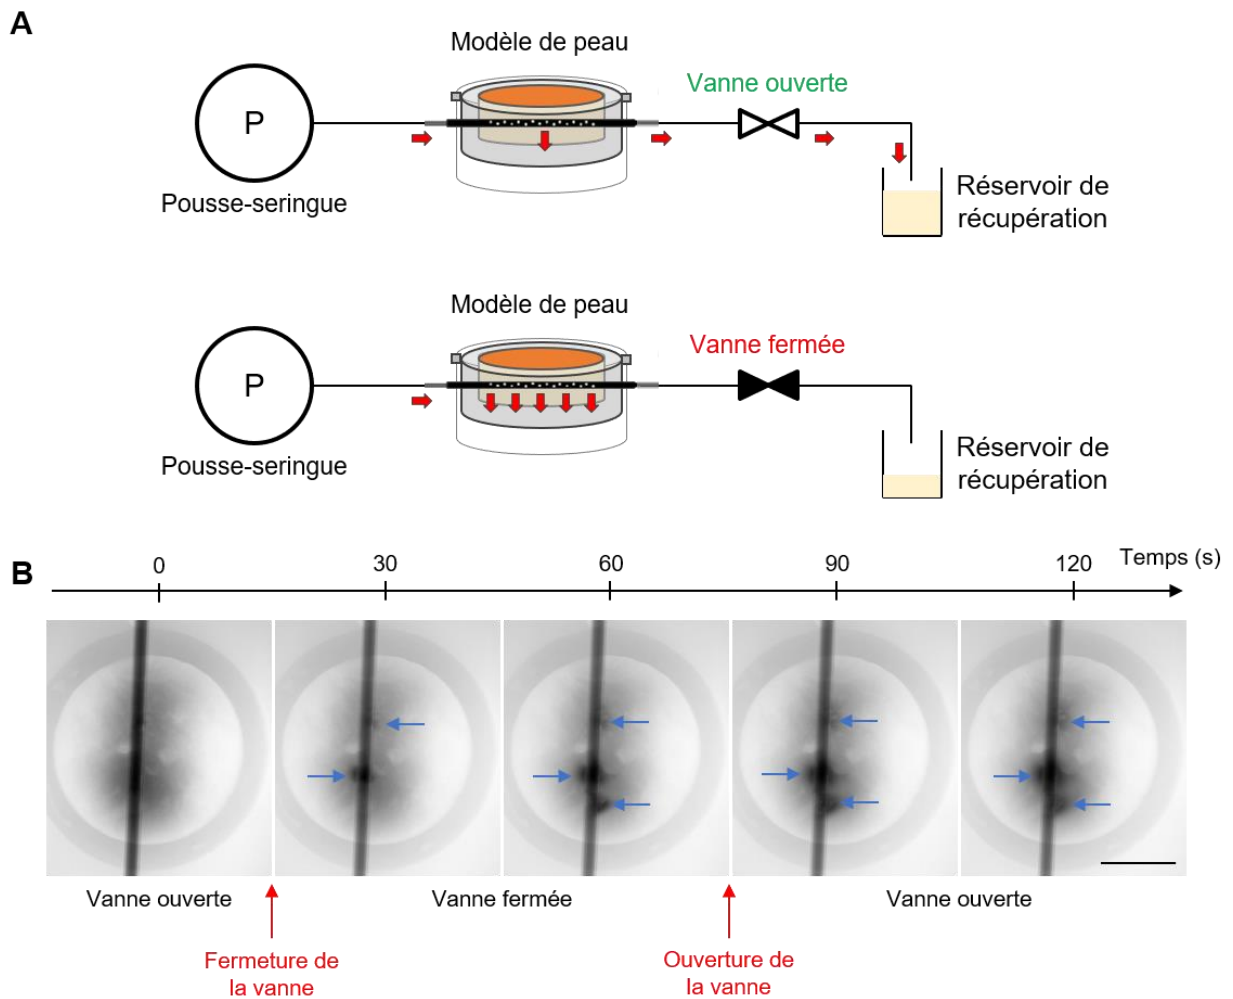 A
Modèle de peau
Vanne ouverte
P
Pousse-seringue
Réservoir de
récupération
Modèle de peau
Vanne fermée
P
Pousse-seringue
Réservoir de
récupération
B
0
30
60
90
120
Temps (s)
Vanne ouverte
Vanne fermée
Vanne ouverte
Fermeture de
la vanne
Ouverture de
la vanne